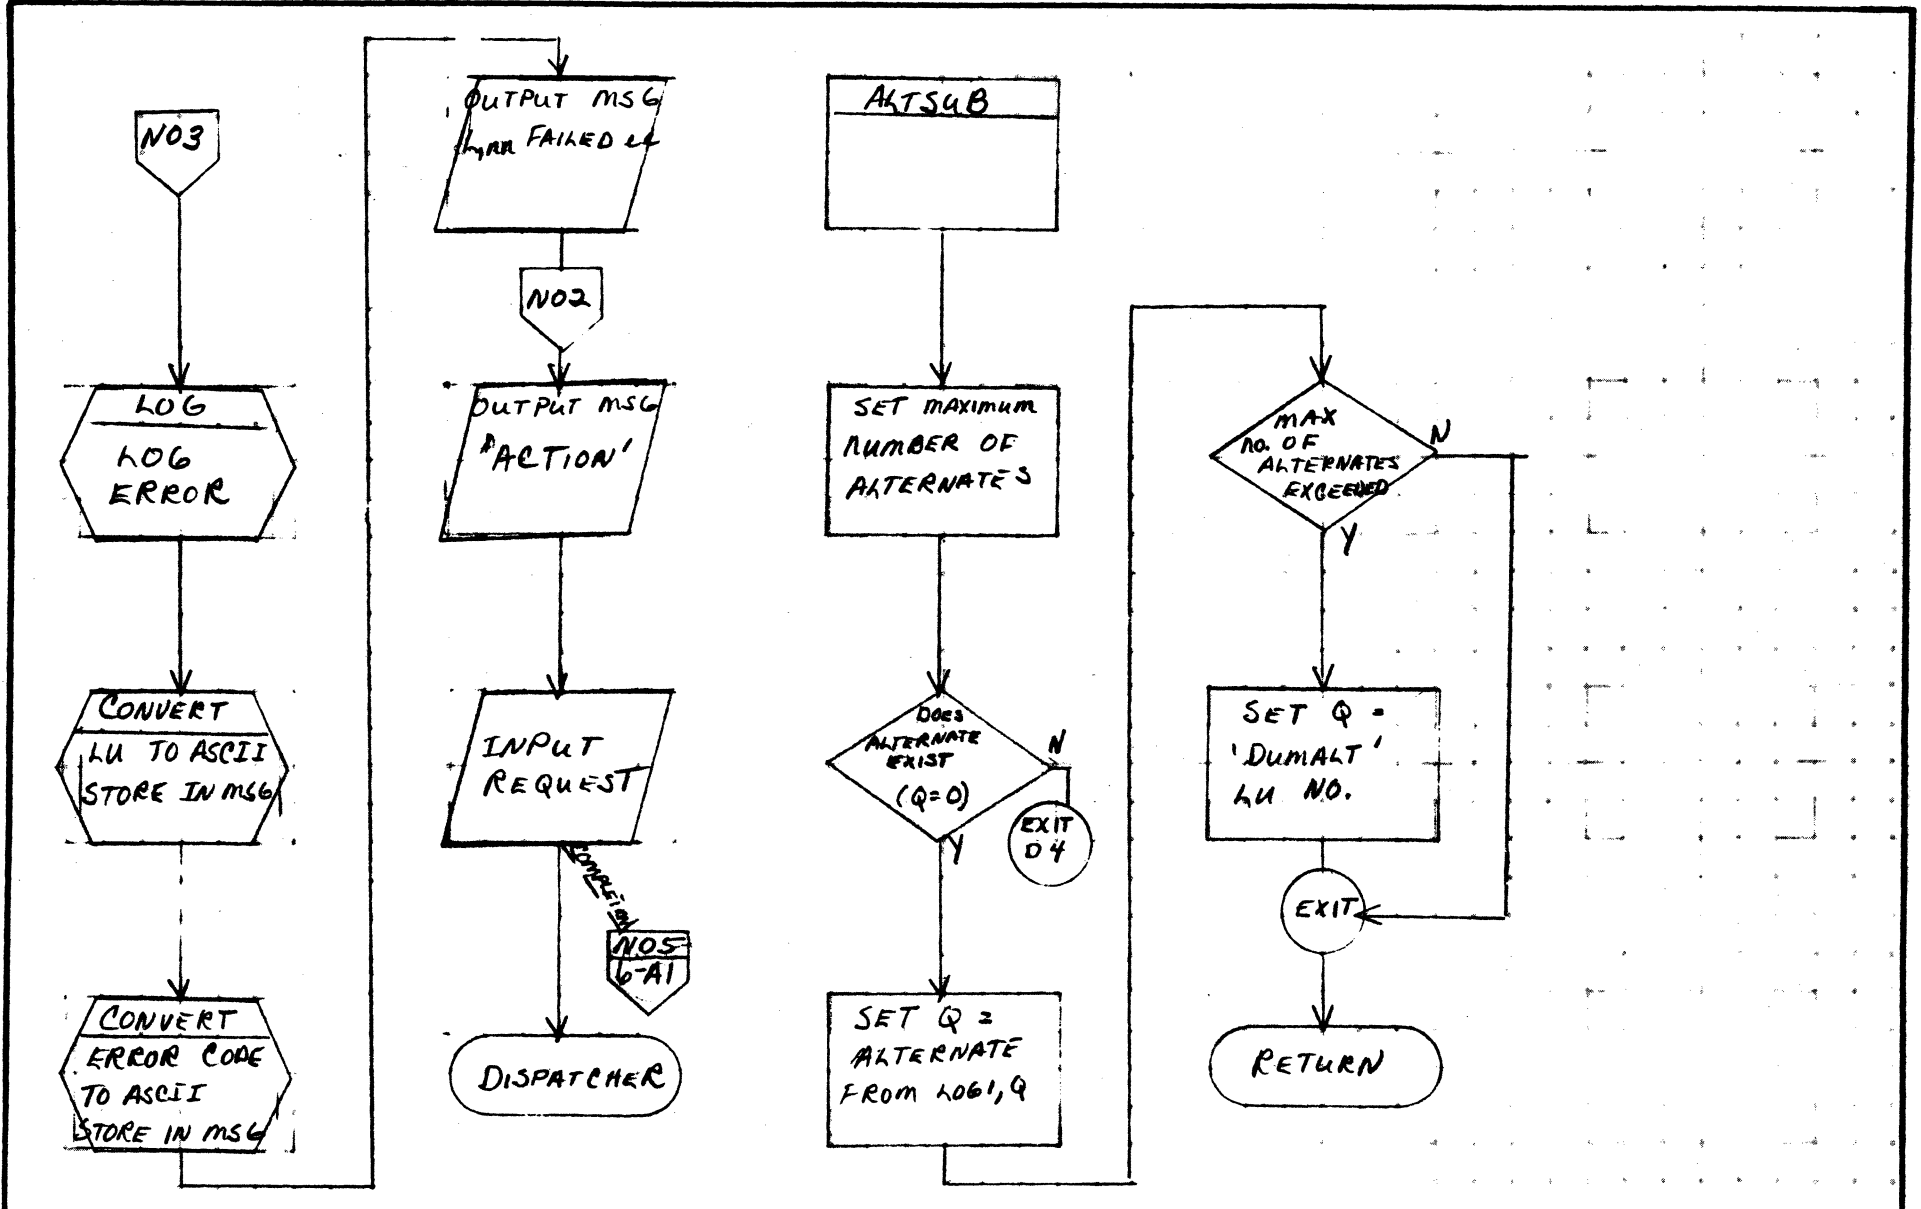 NO3
LOG
LOG
ERROR
CONVERT
LU TO ASCII
STORE IN MSG
CONVERT
ERROR CODE
TO ASCII
STORE IN MSG
OUTPUT MSG
FAILED
NO2
OUTPUT MSG
'ACTION'
INPUT
REQUEST
COMPLETION
NO5
6-A1
DISPATCHER
ALTSUB
SET MAXIMUM
NUMBER OF
ALTERNATES
DOES
ALTERNATE
EXIST
(Q=0)
N
Y
EXIT
D4
SET Q =
ALTERNATE
FROM LOG1, Q
MAX
NO. OF
ALTERNATES
EXCEEDED
N
Y
SET Q =
'DUMALT'
LU NO.
EXIT
RETURN